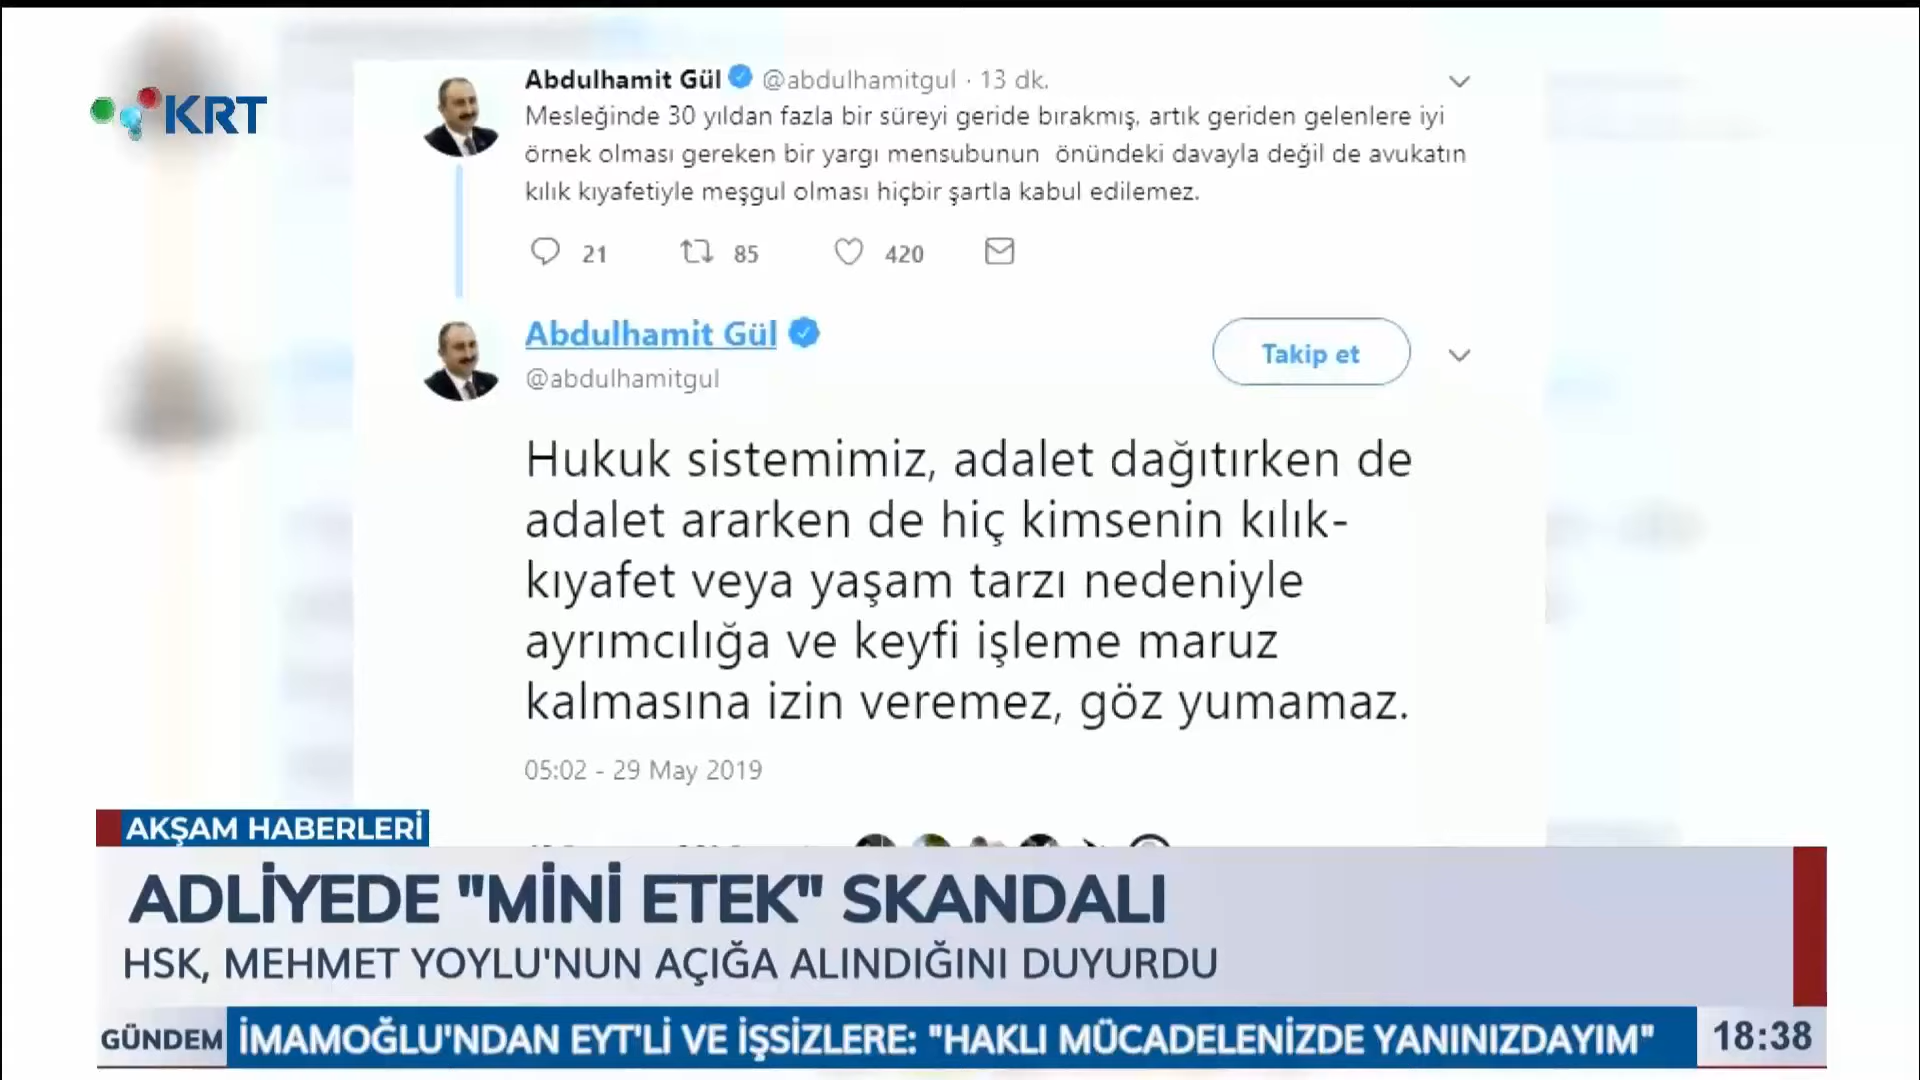 KRT
Abdulhamit Gül @abdulhamitgul · 13 dk.
Mesleğinde 30 yıldan fazla bir süreyi geride bırakmış, artık geriden gelenlere iyi
örnek olması gereken bir yargı mensubunun önündeki davayla değil de avukatın
kılık kıyafetiyle meşgul olması hiçbir şartla kabul edilemez.
21 85 420
Abdulhamit Gül
@abdulhamitgul
Takip et
Hukuk sistemimiz, adalet dağıtırken de
adalet ararken de hiç kimsenin kılık-
kıyafet veya yaşam tarzı nedeniyle
ayrımcılığa ve keyfi işleme maruz
kalmasına izin veremez, göz yumamaz.
05:02 - 29 May 2019
AKŞAM HABERLERİ
ADLİYEDE "MİNİ ETEK" SKANDALI
HSK, MEHMET YOYLU'NUN AÇIĞA ALINDIĞINI DUYURDU
GÜNDEM İMAMOĞLU'NDAN EYT'Lİ VE İŞSİZLERE: "HAKLI MÜCADELENİZDE YANINIZDAYIM" 18:38